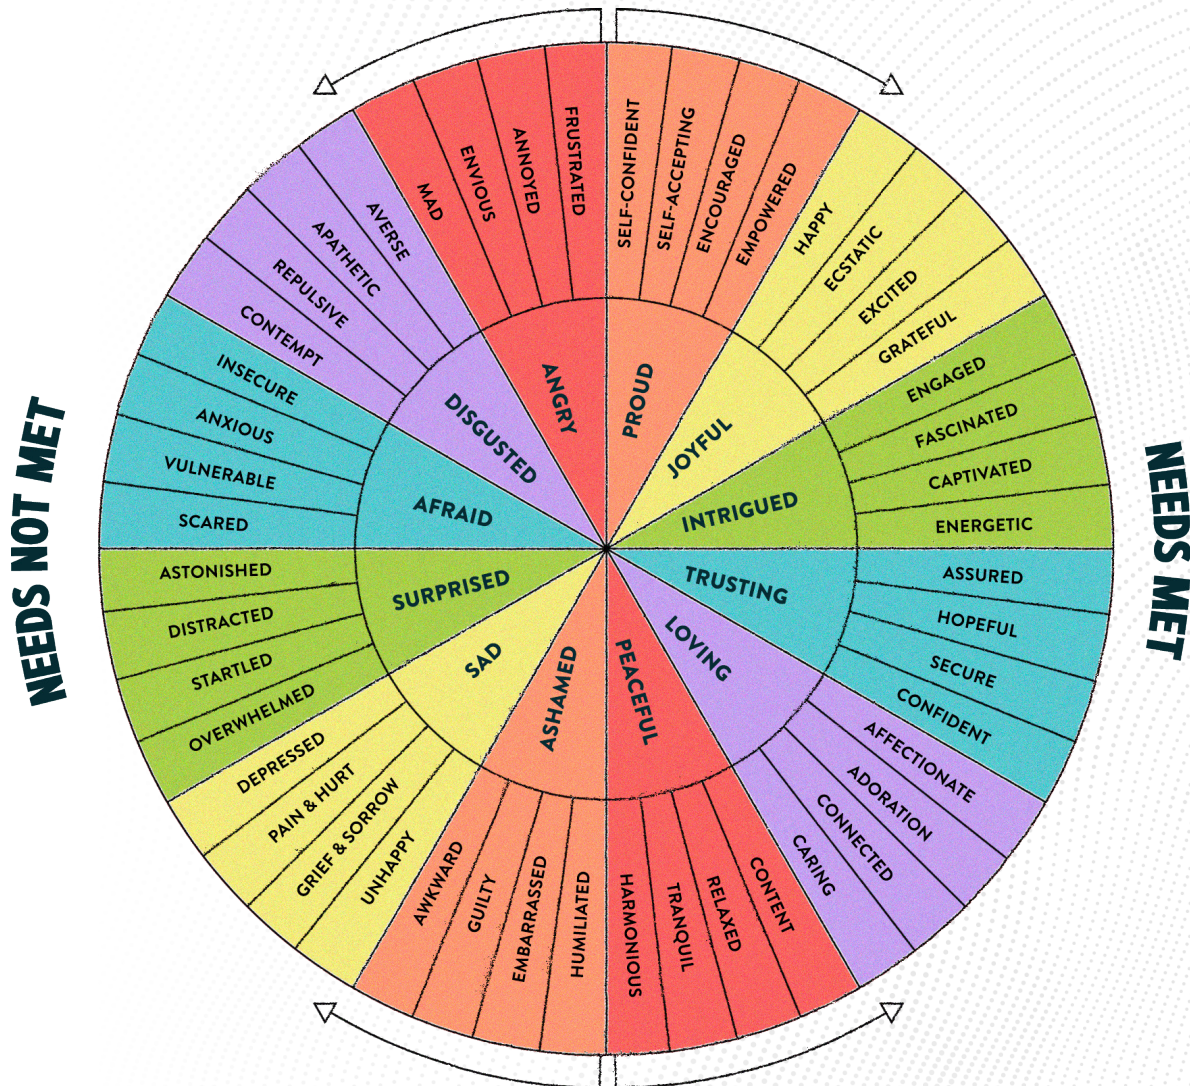 NEEDS NOT MET
NEEDS MET
PROUD
SELF-CONFIDENT
SELF-ACCEPTING
ENCOURAGED
EMPOWERED
JOYFUL
HAPPY
ECSTATIC
EXCITED
GRATEFUL
INTRIGUED
ENGAGED
FASCINATED
CAPTIVATED
ENERGETIC
TRUSTING
ASSURED
HOPEFUL
SECURE
CONFIDENT
LOVING
AFFECTIONATE
ADORATION
CONNECTED
CARING
PEACEFUL
CONTENT
RELAXED
TRANQUIL
HARMONIOUS
ASHAMED
HUMILIATED
EMBARRASSED
GUILTY
AWKWARD
SAD
UNHAPPY
GRIEF & SORROW
PAIN & HURT
DEPRESSED
SURPRISED
OVERWHELMED
STARTLED
DISTRACTED
ASTONISHED
AFRAID
SCARED
VULNERABLE
ANXIOUS
INSECURE
DISGUSTED
CONTEMPT
REPULSIVE
APATHETIC
AVERSE
ANGRY
MAD
ENVIOUS
ANNOYED
FRUSTRATED